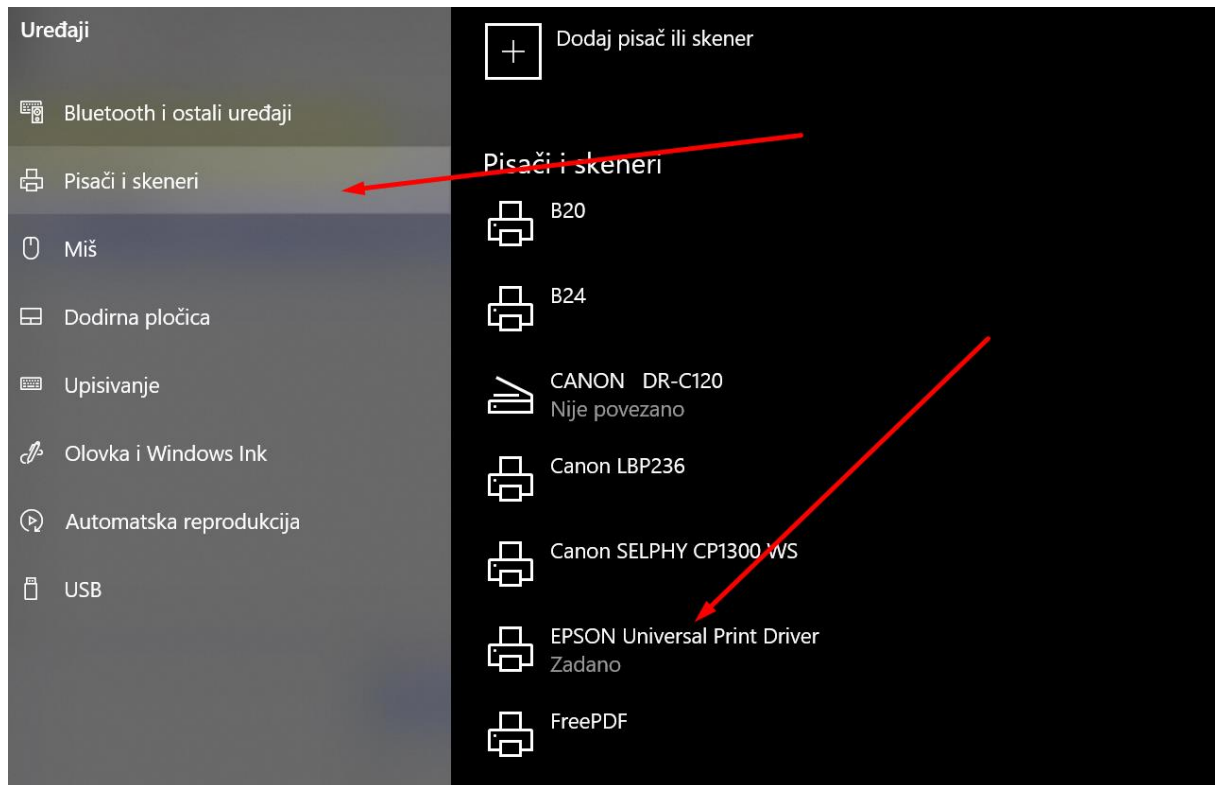 Uređaji
Bluetooth i ostali uređaji
Pisači i skeneri
Miš
Dodirna pločica
Upisivanje
Olovka i Windows Ink
Automatska reprodukcija
USB
Dodaj pisač ili skener
Pisači i skeneri
B20
B24
CANON DR-C120
Nije povezano
Canon LBP236
Canon SELPHY CP1300 WS
EPSON Universal Print Driver
Zadano
FreePDF